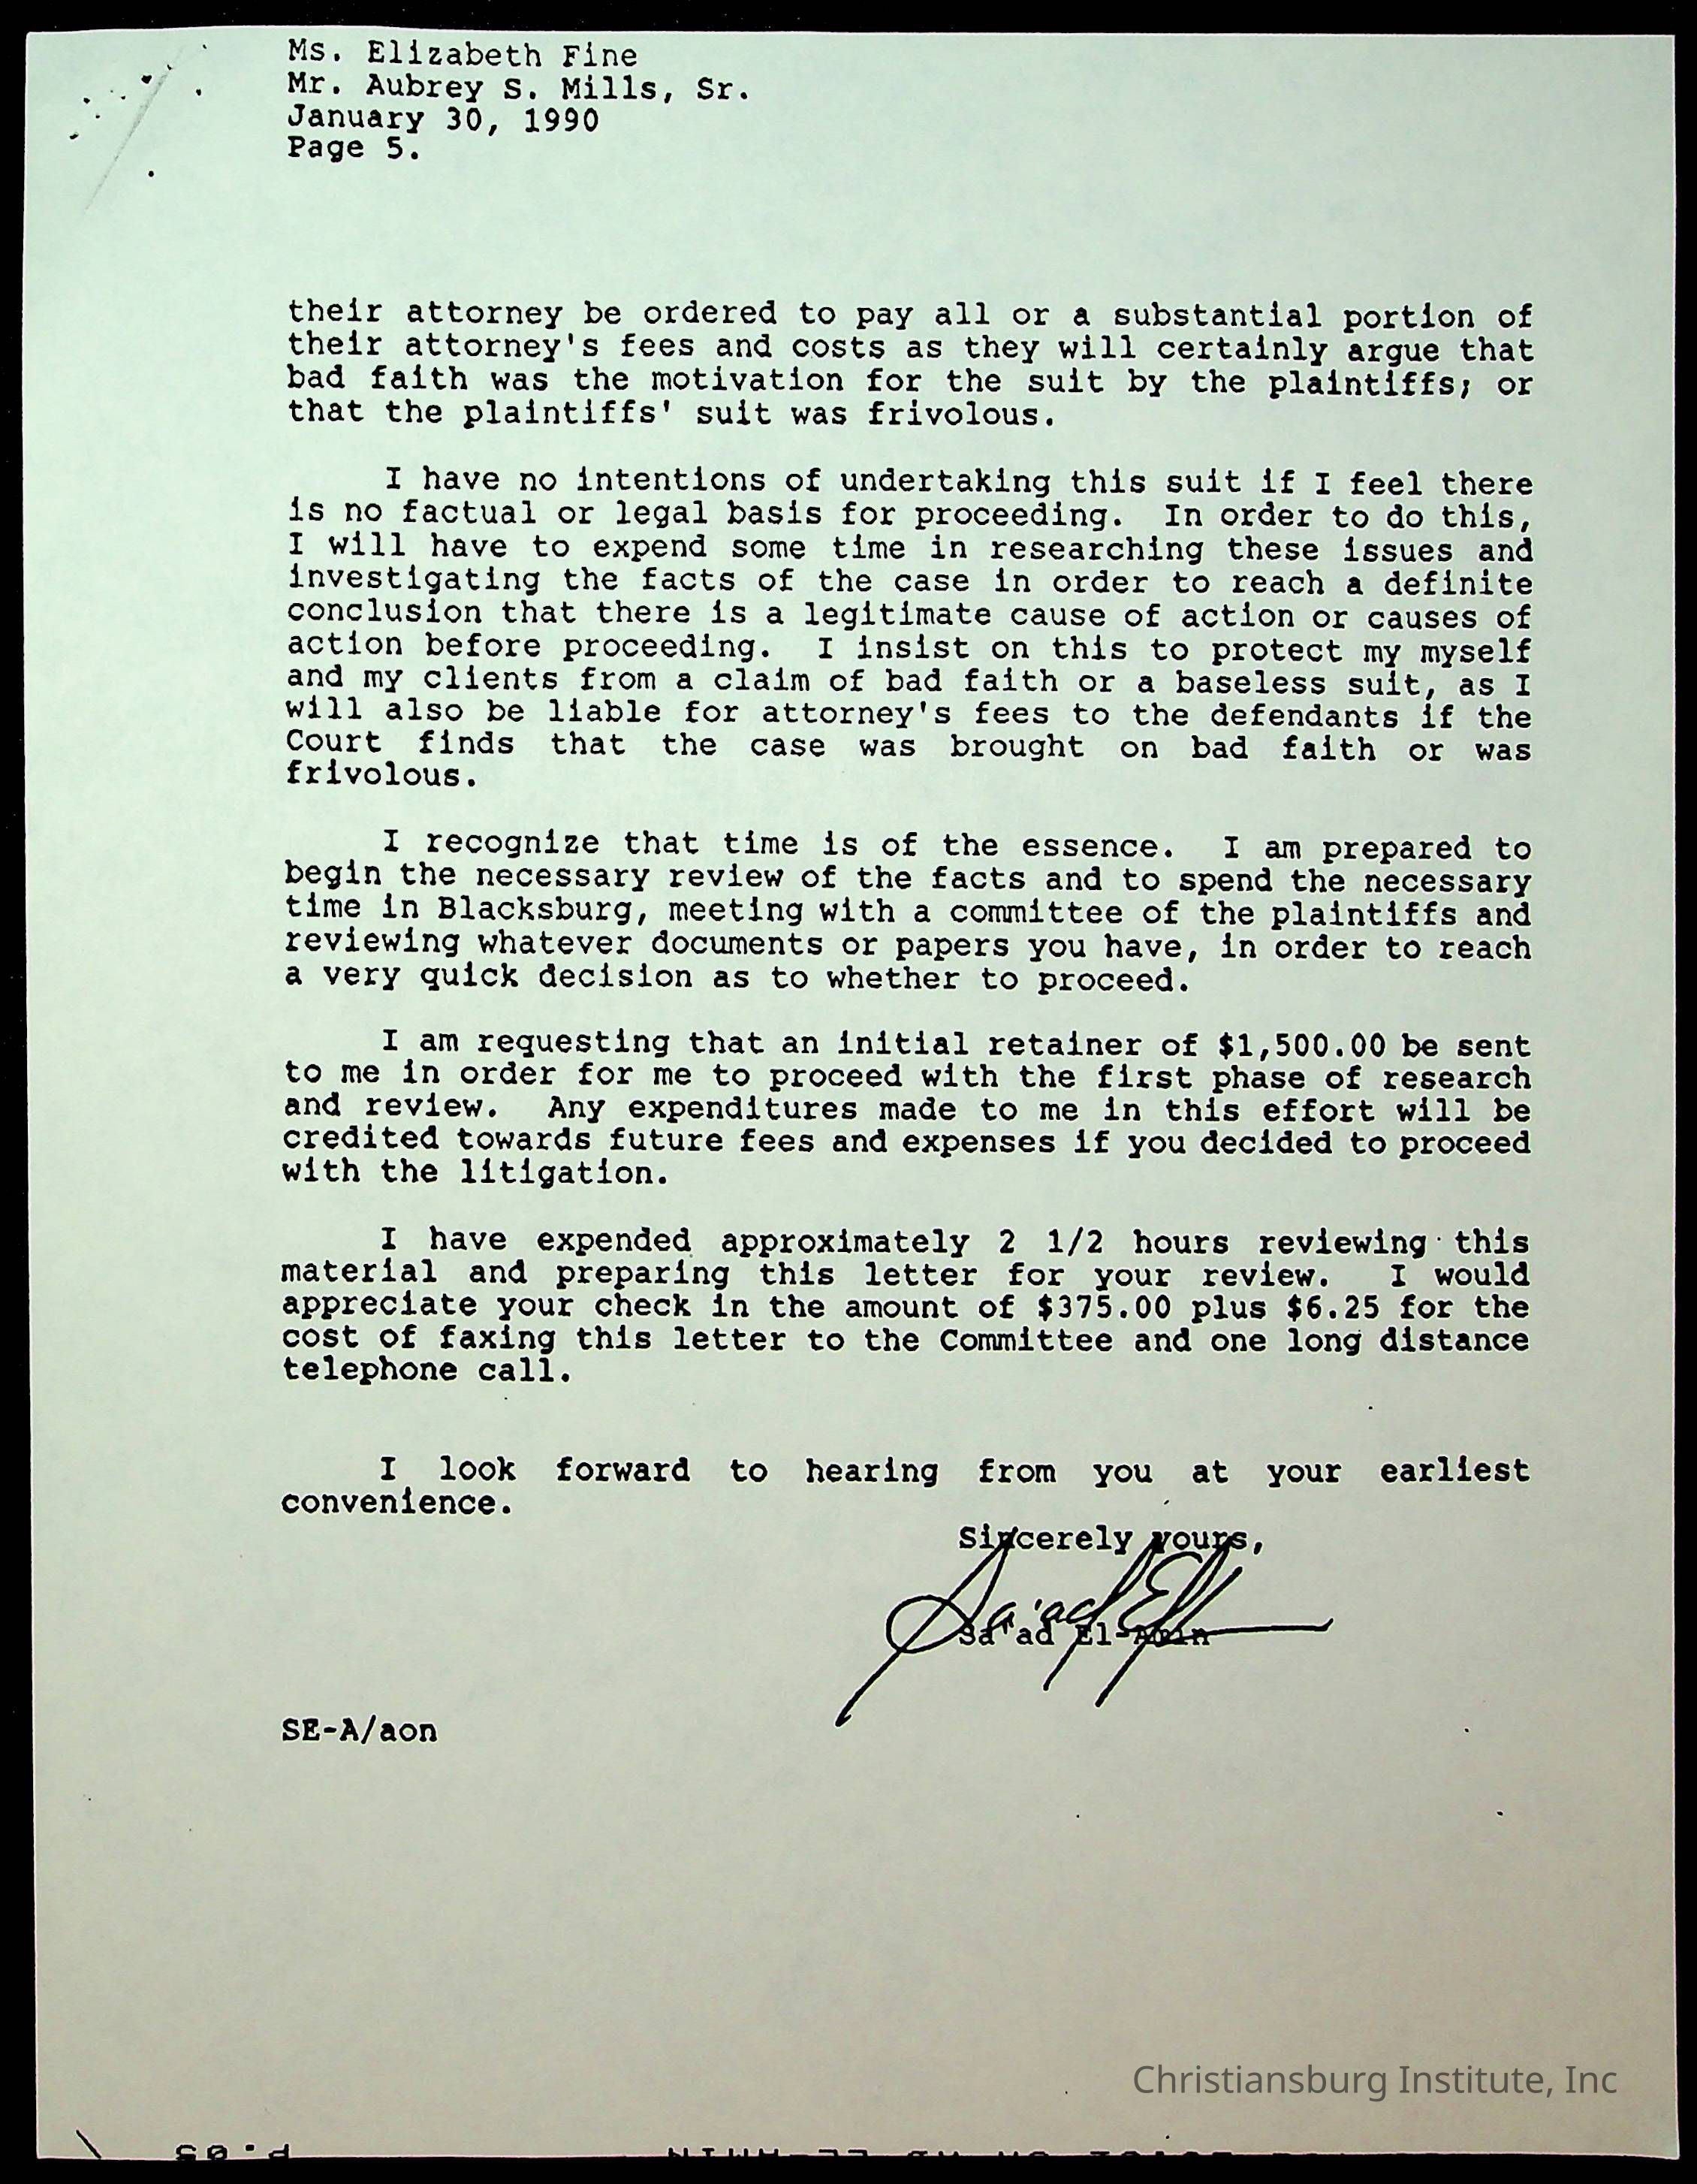 Ms. Elizabeth Fine
Mr. Aubrey S. Mills, Sr.
January 30, 1990
Page 5.
their attorney be ordered to pay all or a substantial portion of
their attorney's fees and costs as they will certainly argue that
bad faith was the motivation for the suit by the plaintiffs; or
that the plaintiffs' suit was frivolous.
I have no intentions of undertaking this suit if I feel there
is no factual or legal basis for proceeding. In order to do this,
I will have to expend some time in researching these issues and
investigating the facts of the case in order to reach a definite
conclusion that there is a legitimate cause of action or causes of
action before proceeding. I insist on this to protect my myself
and my clients from a claim of bad faith or a baseless suit, as I
will also be liable for attorney's fees to the defendants if the
Court finds that the case was brought on bad faith or was
frivolous.
I recognize that time is of the essence. I am prepared to
begin the necessary review of the facts and to spend the necessary
time in Blacksburg, meeting with a committee of the plaintiffs and
reviewing whatever documents or papers you have, in order to reach
a very quick decision as to whether to proceed.
I am requesting that an initial retainer of $1,500.00 be sent
to me in order for me to proceed with the first phase of research
and review. Any expenditures made to me in this effort will be
credited towards future fees and expenses if you decided to proceed
with the litigation.
I have expended approximately 2 1/2 hours reviewing this
material and preparing this letter for your review. I would
appreciate your check in the amount of $375.00 plus $6.25 for the
cost of faxing this letter to the Committee and one long distance
telephone call.
I look forward to hearing from you at your earliest
convenience.
Sincerely yours,
Sa'ad El-Amin
SE-A/aon
Christiansburg Institute, Inc
P.05